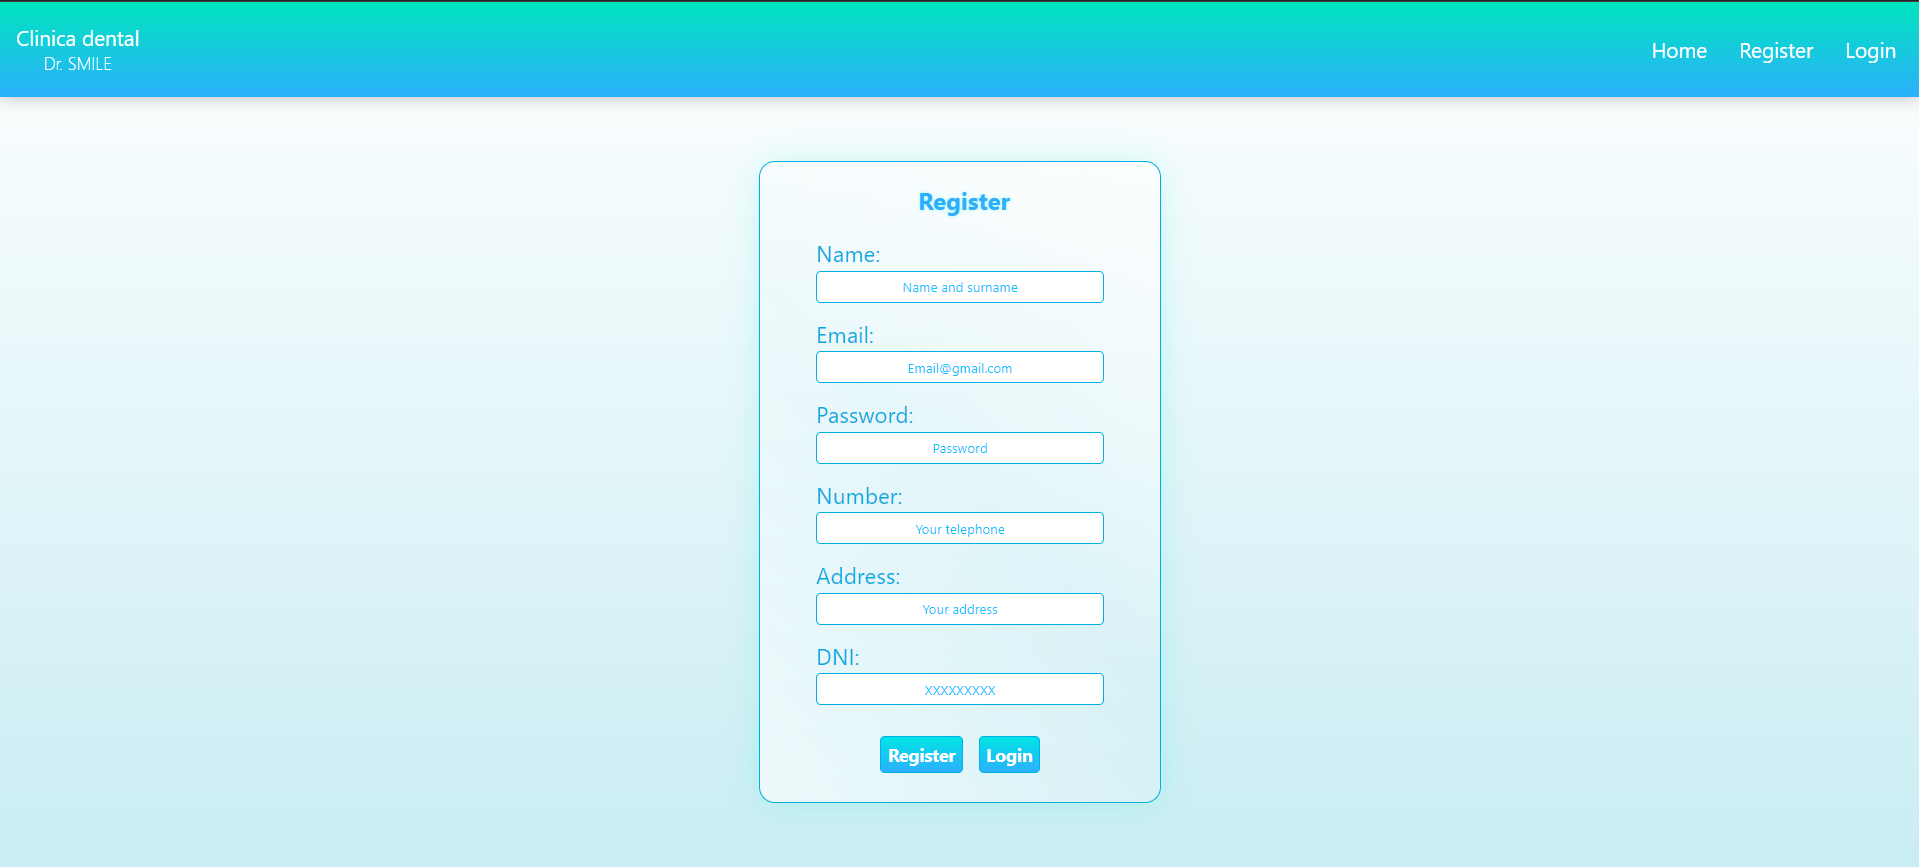 Clinica dental
Dr. SMILE
Home Register Login
Register
Name:
Name and surname
Email:
Email@gmail.com
Password:
Password
Number:
Your telephone
Address:
Your address
DNI:
XXXXXXXXX
Register Login